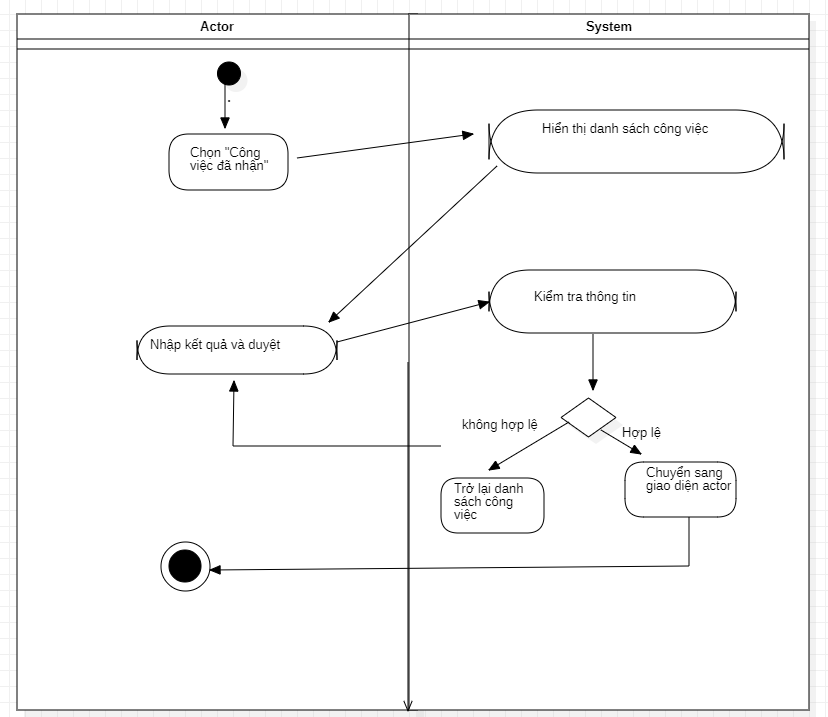 Actor
System
Chọn "Công
việc đã nhận"
Hiển thị danh sách công việc
Nhập kết quả và duyệt
Kiểm tra thông tin
không hợp lệ
Hợp lệ
Trở lại danh
sách công
việc
Chuyển sang
giao diện actor